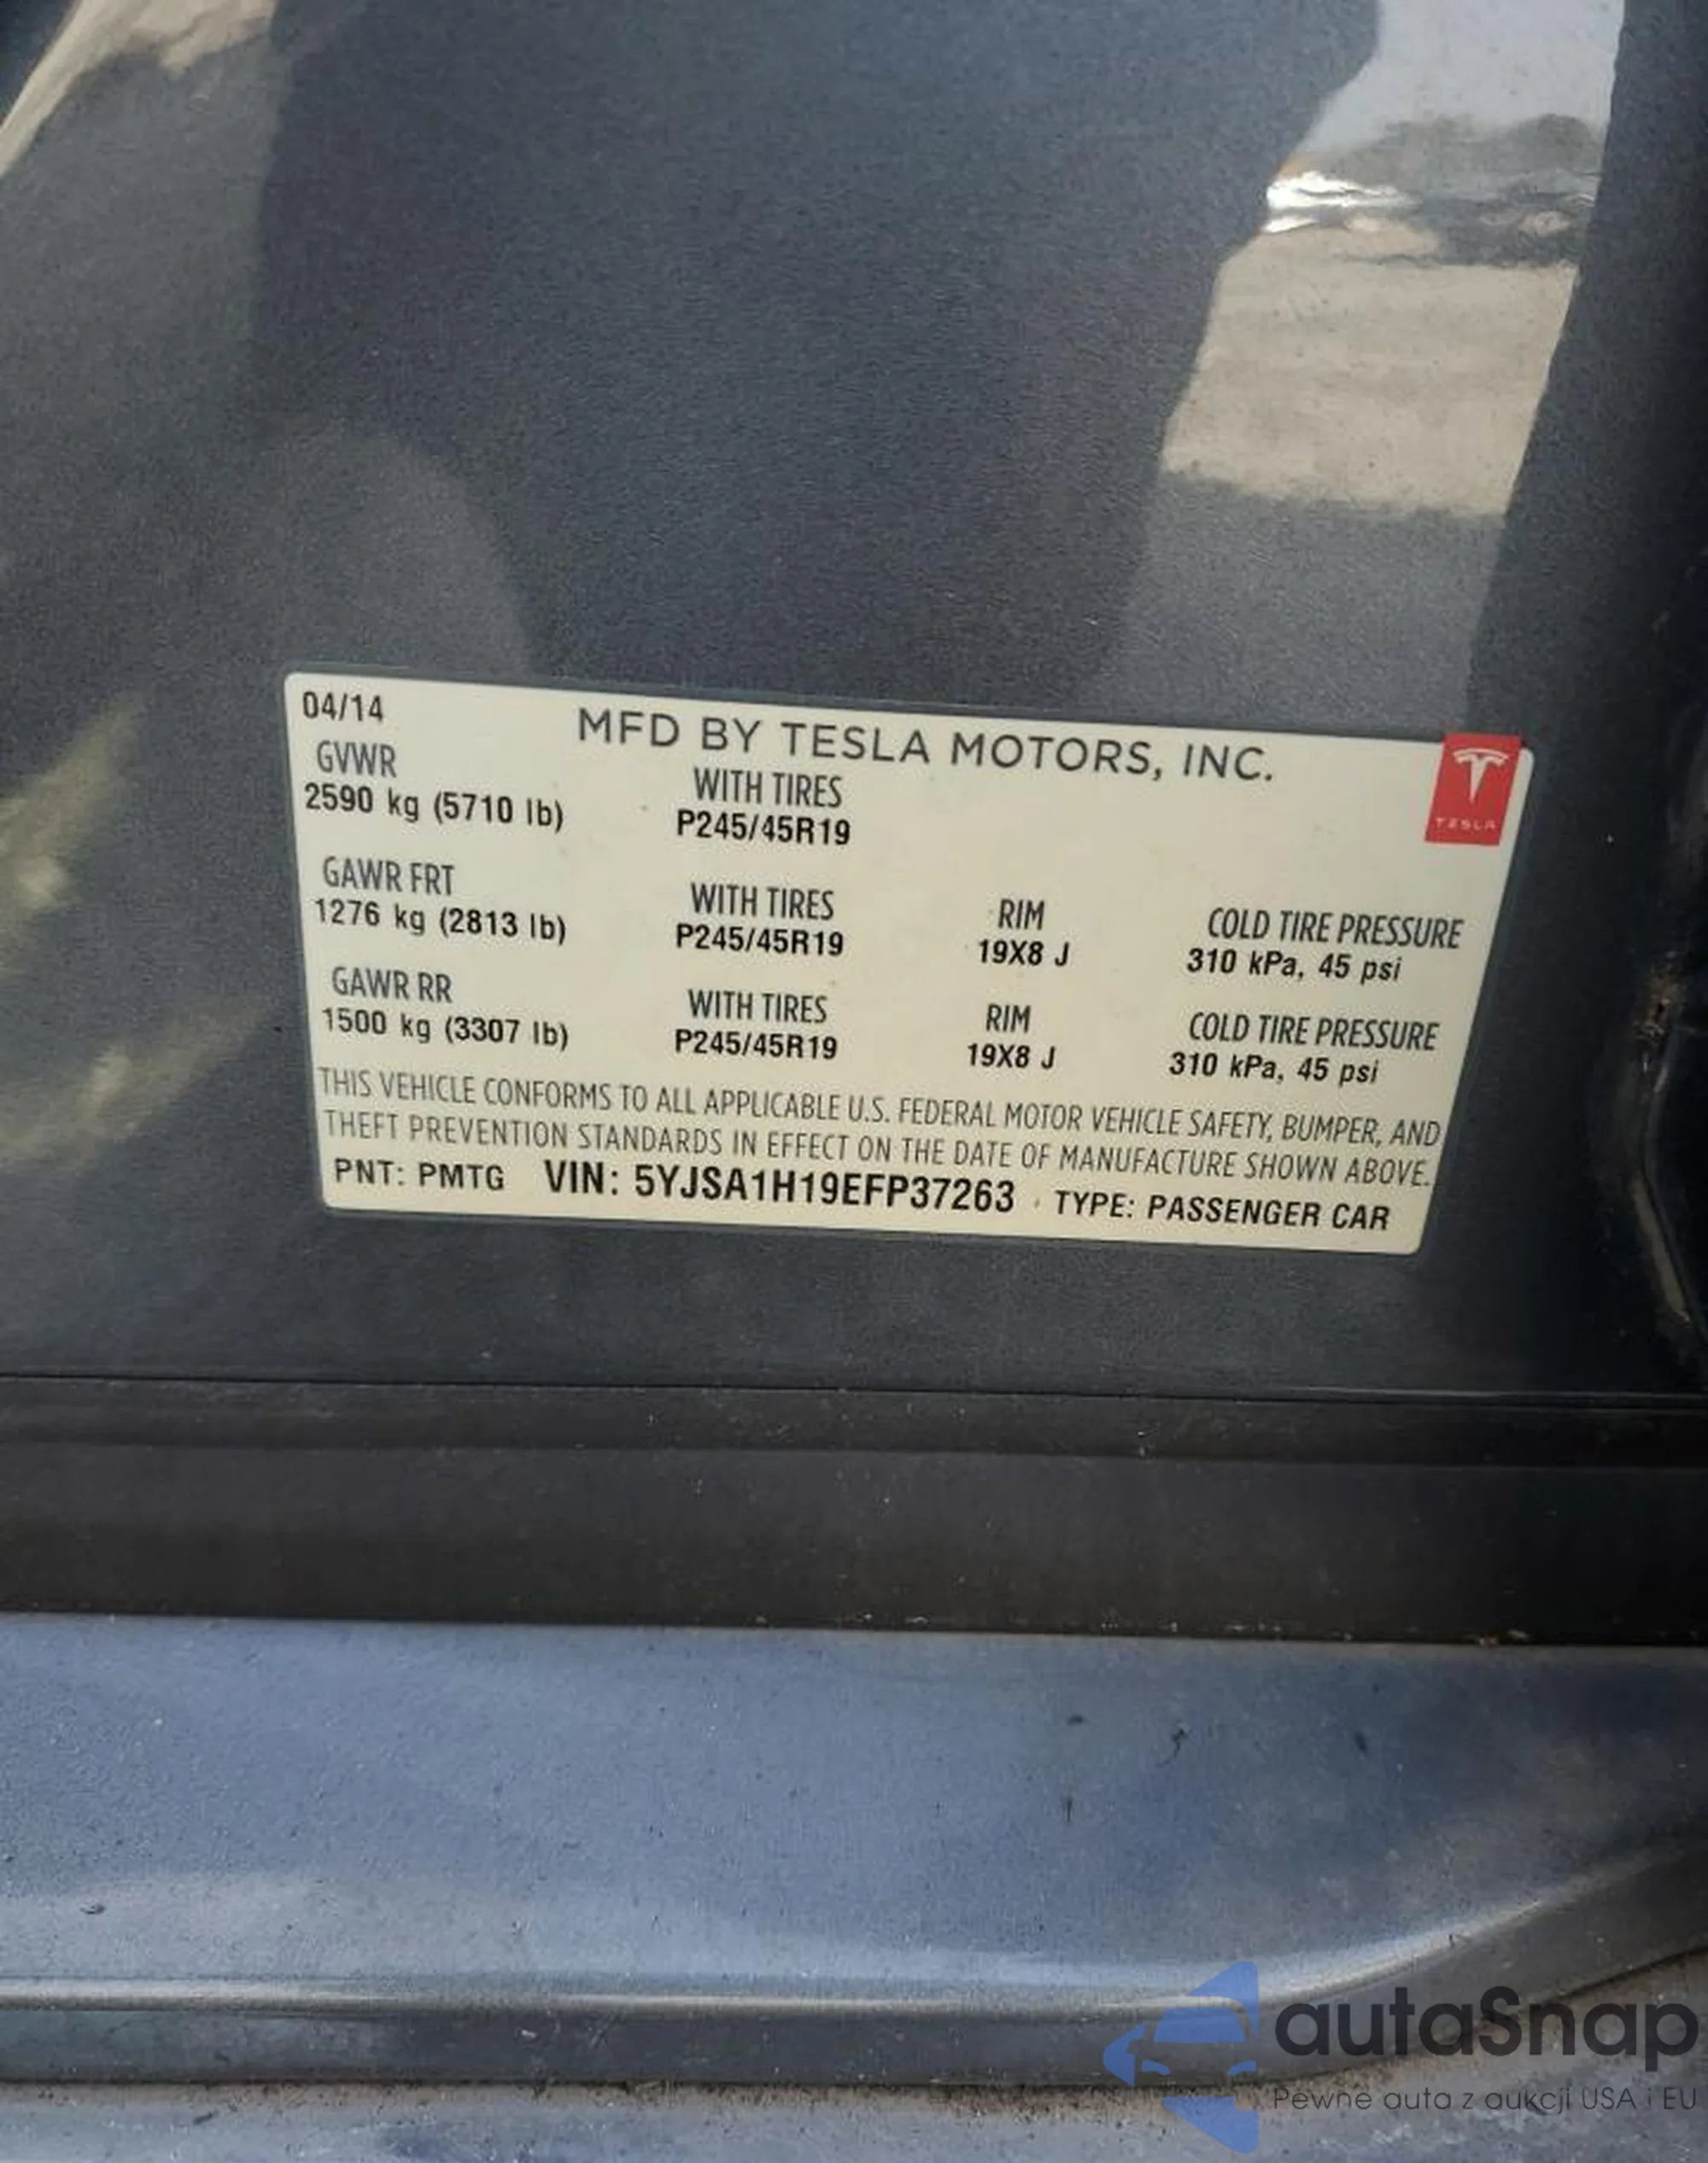 04/14
MFD BY TESLA MOTORS, INC.
TESLA
GVWR
2590 kg (5710 lb)
WITH TIRES
P245/45R19
GAWR FRT
1276 kg (2813 lb)
WITH TIRES
P245/45R19
RIM
19X8 J
COLD TIRE PRESSURE
310 kPa, 45 psi
GAWR RR
1500 kg (3307 lb)
WITH TIRES
P245/45R19
RIM
19X8 J
COLD TIRE PRESSURE
310 kPa, 45 psi
THIS VEHICLE CONFORMS TO ALL APPLICABLE U.S. FEDERAL MOTOR VEHICLE SAFETY, BUMPER, AND
THEFT PREVENTION STANDARDS IN EFFECT ON THE DATE OF MANUFACTURE SHOWN ABOVE.
PNT: PMTG VIN: 5YJSA1H19EFP37263 TYPE: PASSENGER CAR
autaSnap
Pewne auta z aukcji USA i EU